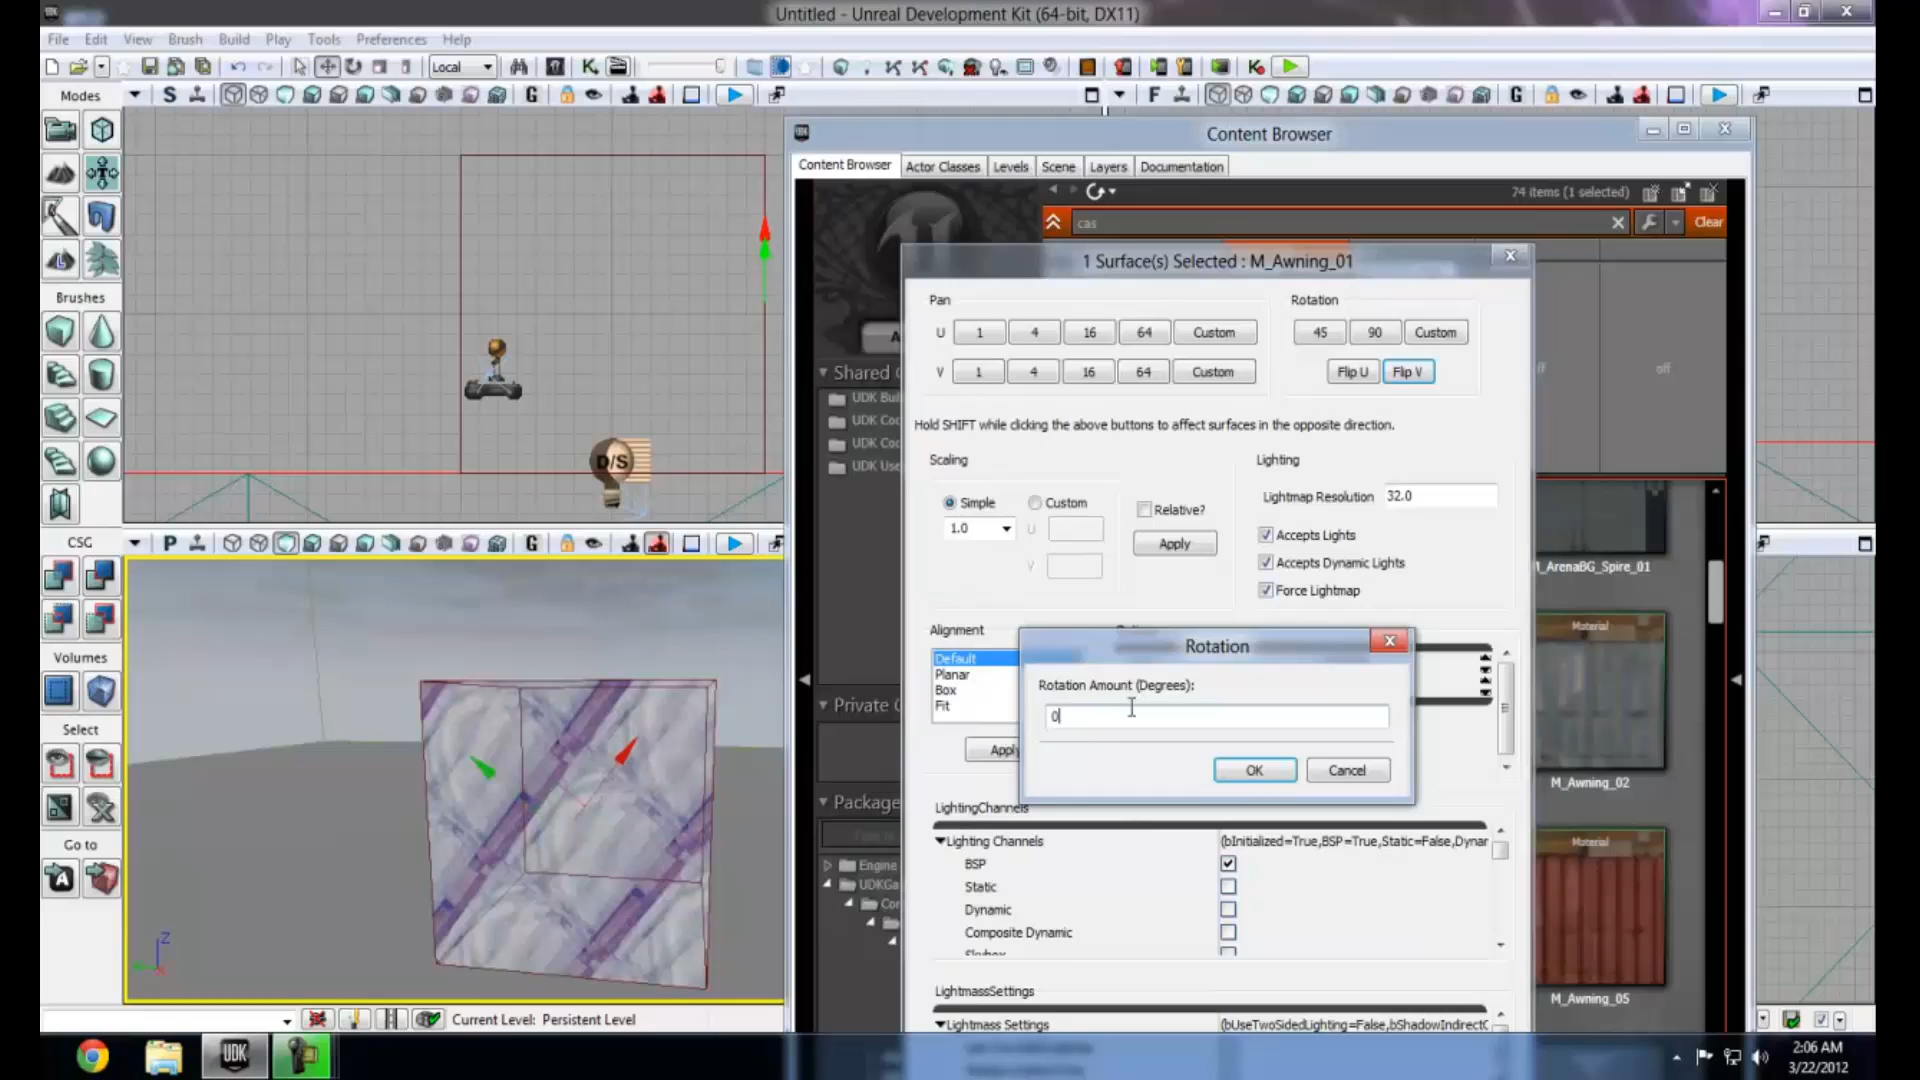 Untitled - Unreal Development Kit (64-bit, DX11)
File Edit View Brush Build Play Tools Preferences Help
Local
Modes
S
G
F
G
Content Browser
Content Browser Actor Classes Levels Scene Layers Documentation
74 items (1 selected)
cas
Clear
1 Surface(s) Selected : M_Awning_01
Pan
Rotation
U 1 4 16 64 Custom
45 90 Custom
V 1 4 16 64 Custom
Flip U Flip V
Hold SHIFT while clicking the above buttons to affect surfaces in the opposite direction.
Scaling
Lighting
Simple Custom
1.0
U
V
Relative?
Apply
Lightmap Resolution 32.0
Accepts Lights
Accepts Dynamic Lights
Force Lightmap
Alignment
Default
Planar
Box
Fit
Apply
Rotation
Rotation Amount (Degrees):
0
OK Cancel
LightingChannels
Lighting Channels (bInitialized=True,BSP=True,Static=False,Dynar
BSP
Static
Dynamic
Composite Dynamic
LightmassSettings
Lightmass Settings (bUseTwoSidedLighting=False,bShadowIndirectO
Shared
UDK Bui
UDK Coo
UDK Coo
UDK Use
Private
Package
Engine
UDKGa
Cor
off
Material
M_Awning_02
Material
M_Awning_05
Brushes
CSG
P
G
Volumes
Select
Go to
D/S
Z
Current Level: Persistent Level
UDK
2:06 AM
3/22/2012